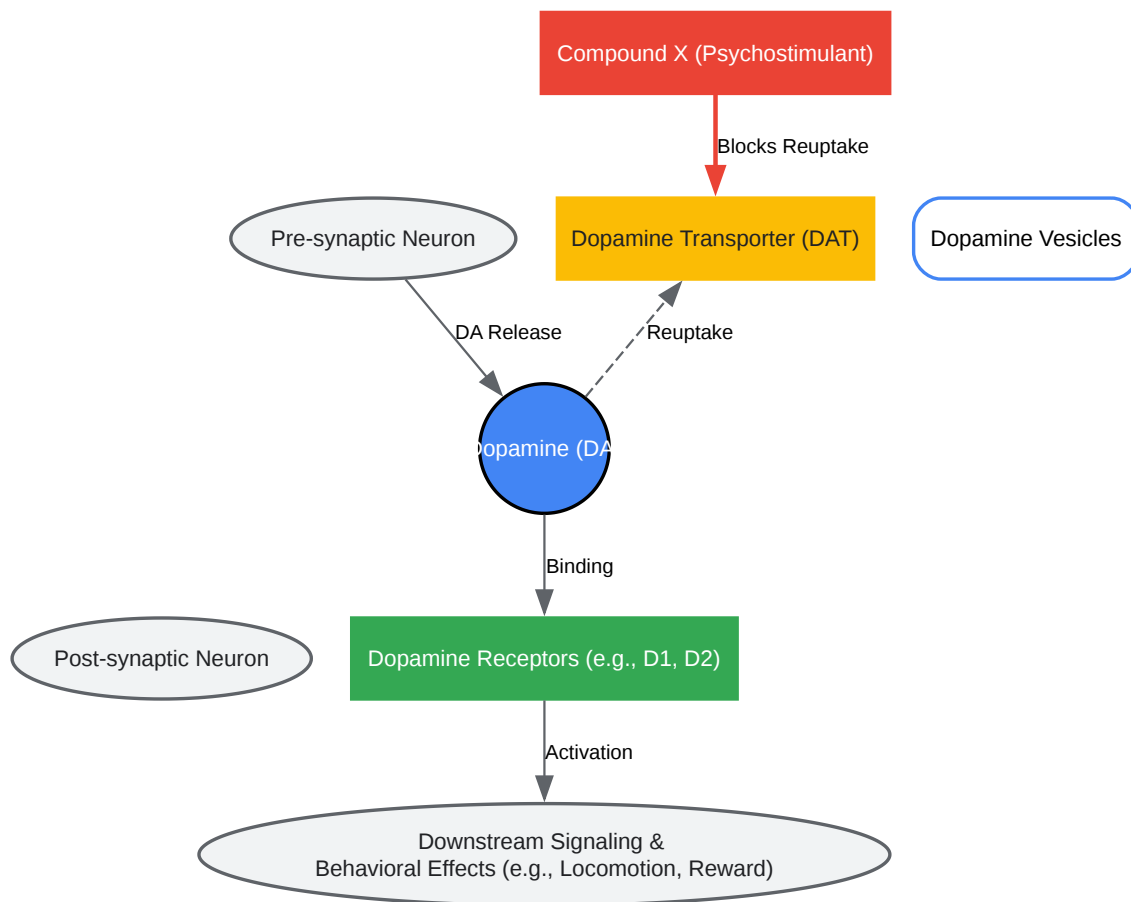 Compound X (Psychostimulant)
Blocks Reuptake
Pre-synaptic Neuron
Dopamine Transporter (DAT)
Dopamine Vesicles
DA Release
Reuptake
Dopamine (DA
Binding
Post-synaptic Neuron
Dopamine Receptors (e.g., D1, D2)
Activation
Downstream Signaling &
Behavioral Effects (e.g., Locomotion, Reward)